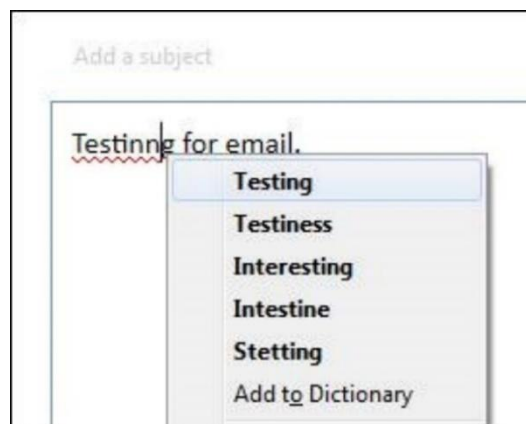 Add a subject
Testinng for email.
Testing
Testiness
Interesting
Intestine
Stetting
Add to Dictionary